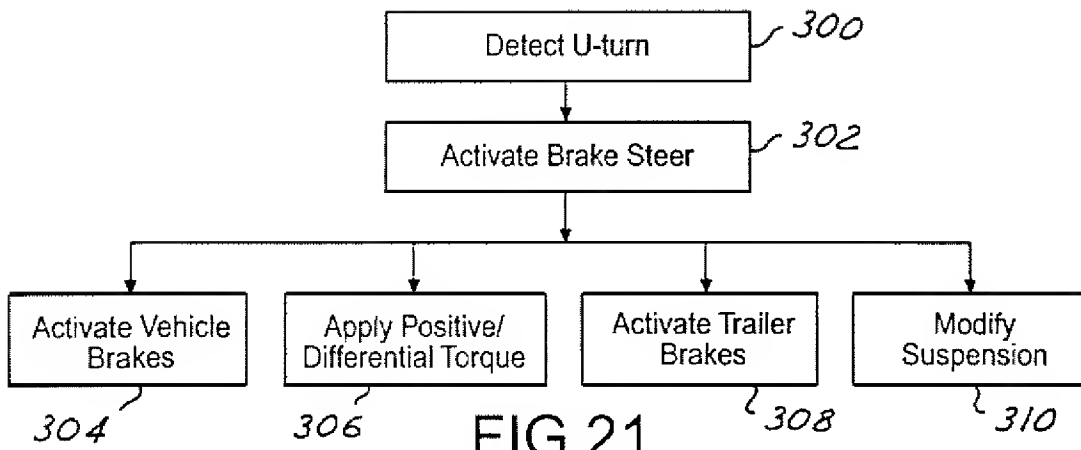 Detect U-turn
300
Activate Brake Steer
302
Activate Vehicle
Brakes
304
Apply Positive/
Differential Torque
306
Activate Trailer
Brakes
308
Modify
Suspension
310
FIG.21